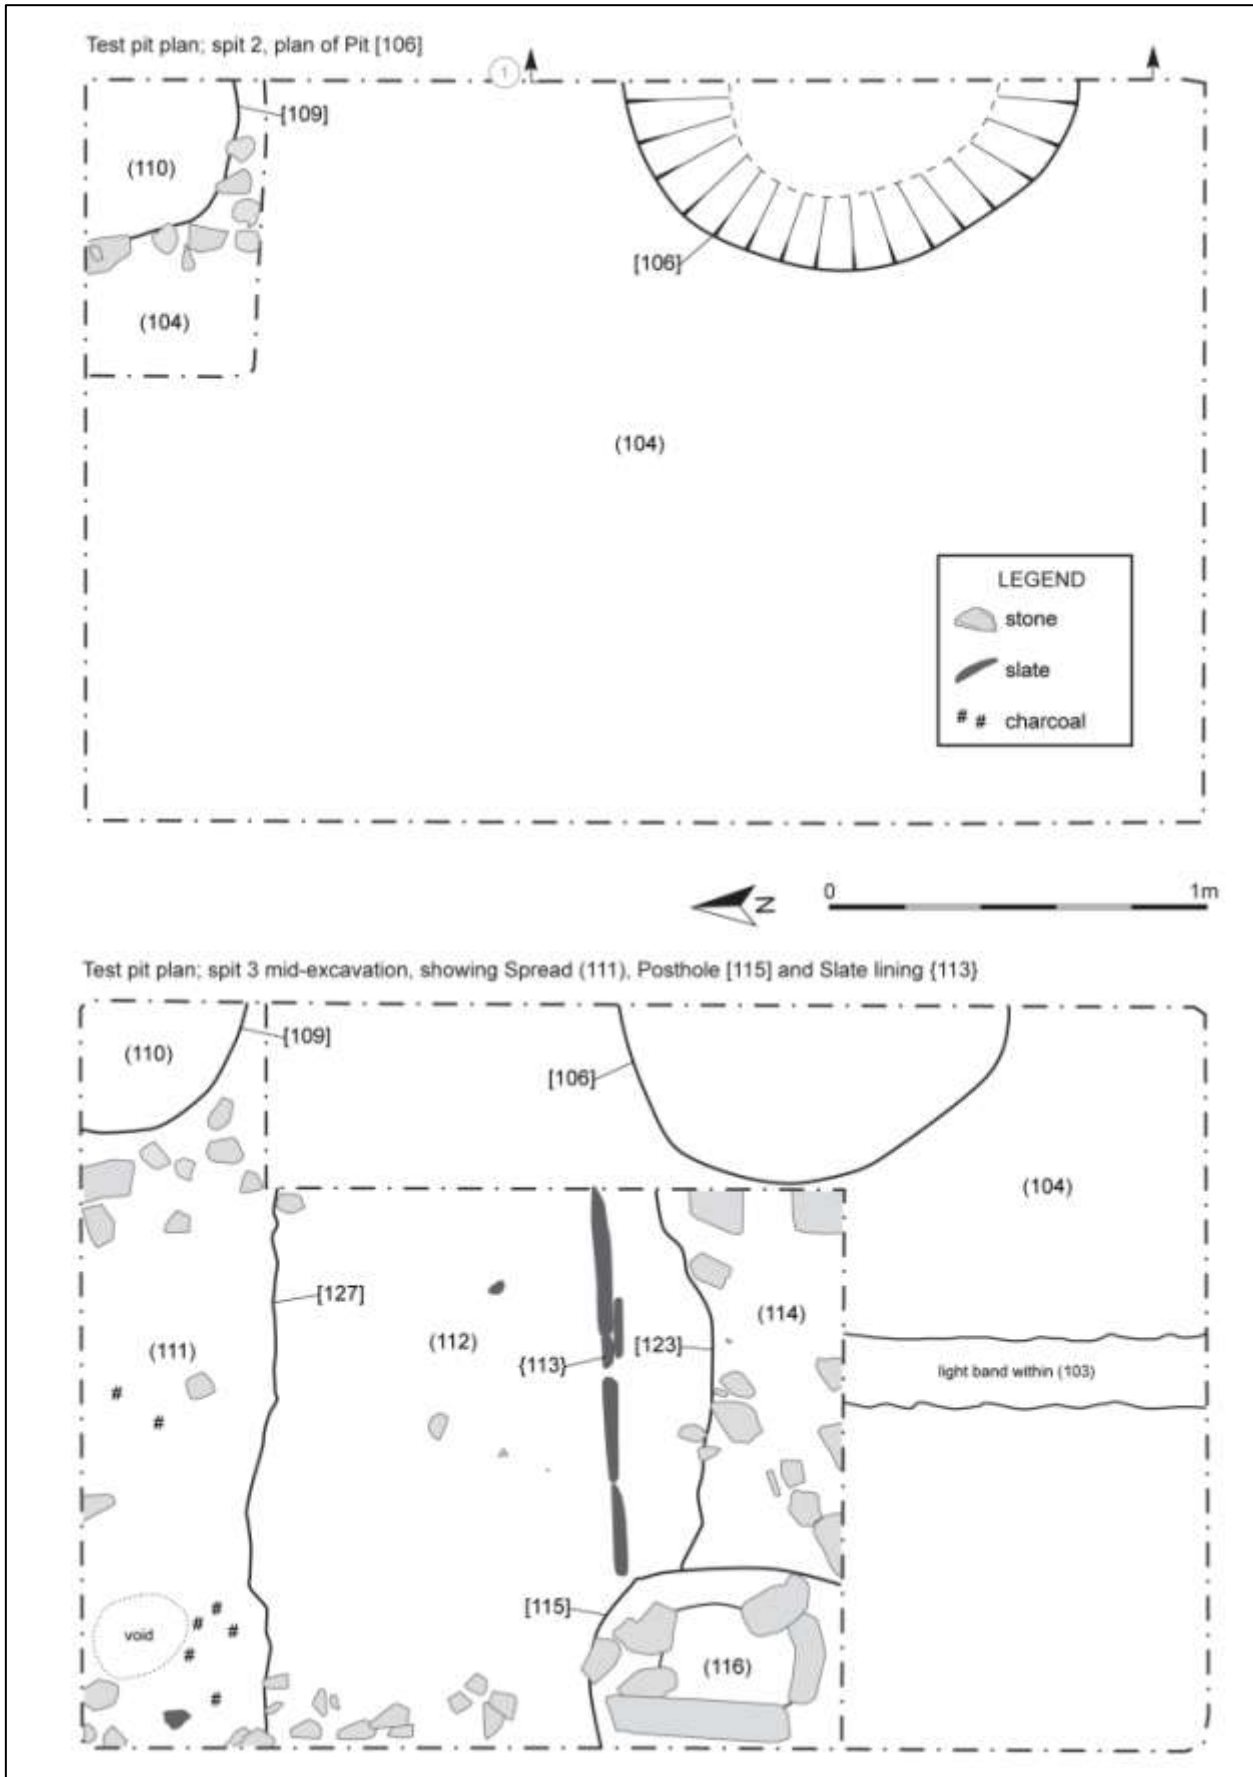 Test pit plan; spit 2, plan of Pit [106]
1
[109]
(110)
[106]
(104)
(104)
LEGEND
stone
slate
# # charcoal
N
0 1m
Test pit plan; spit 3 mid-excavation, showing Spread (111), Posthole [115] and Slate lining {113}
[109]
(110)
[106]
(104)
[127]
(114)
(112)
[123]
(111)
{113}
light band within (103)
#
#
[115]
#
#
#
void
#
(116)
#